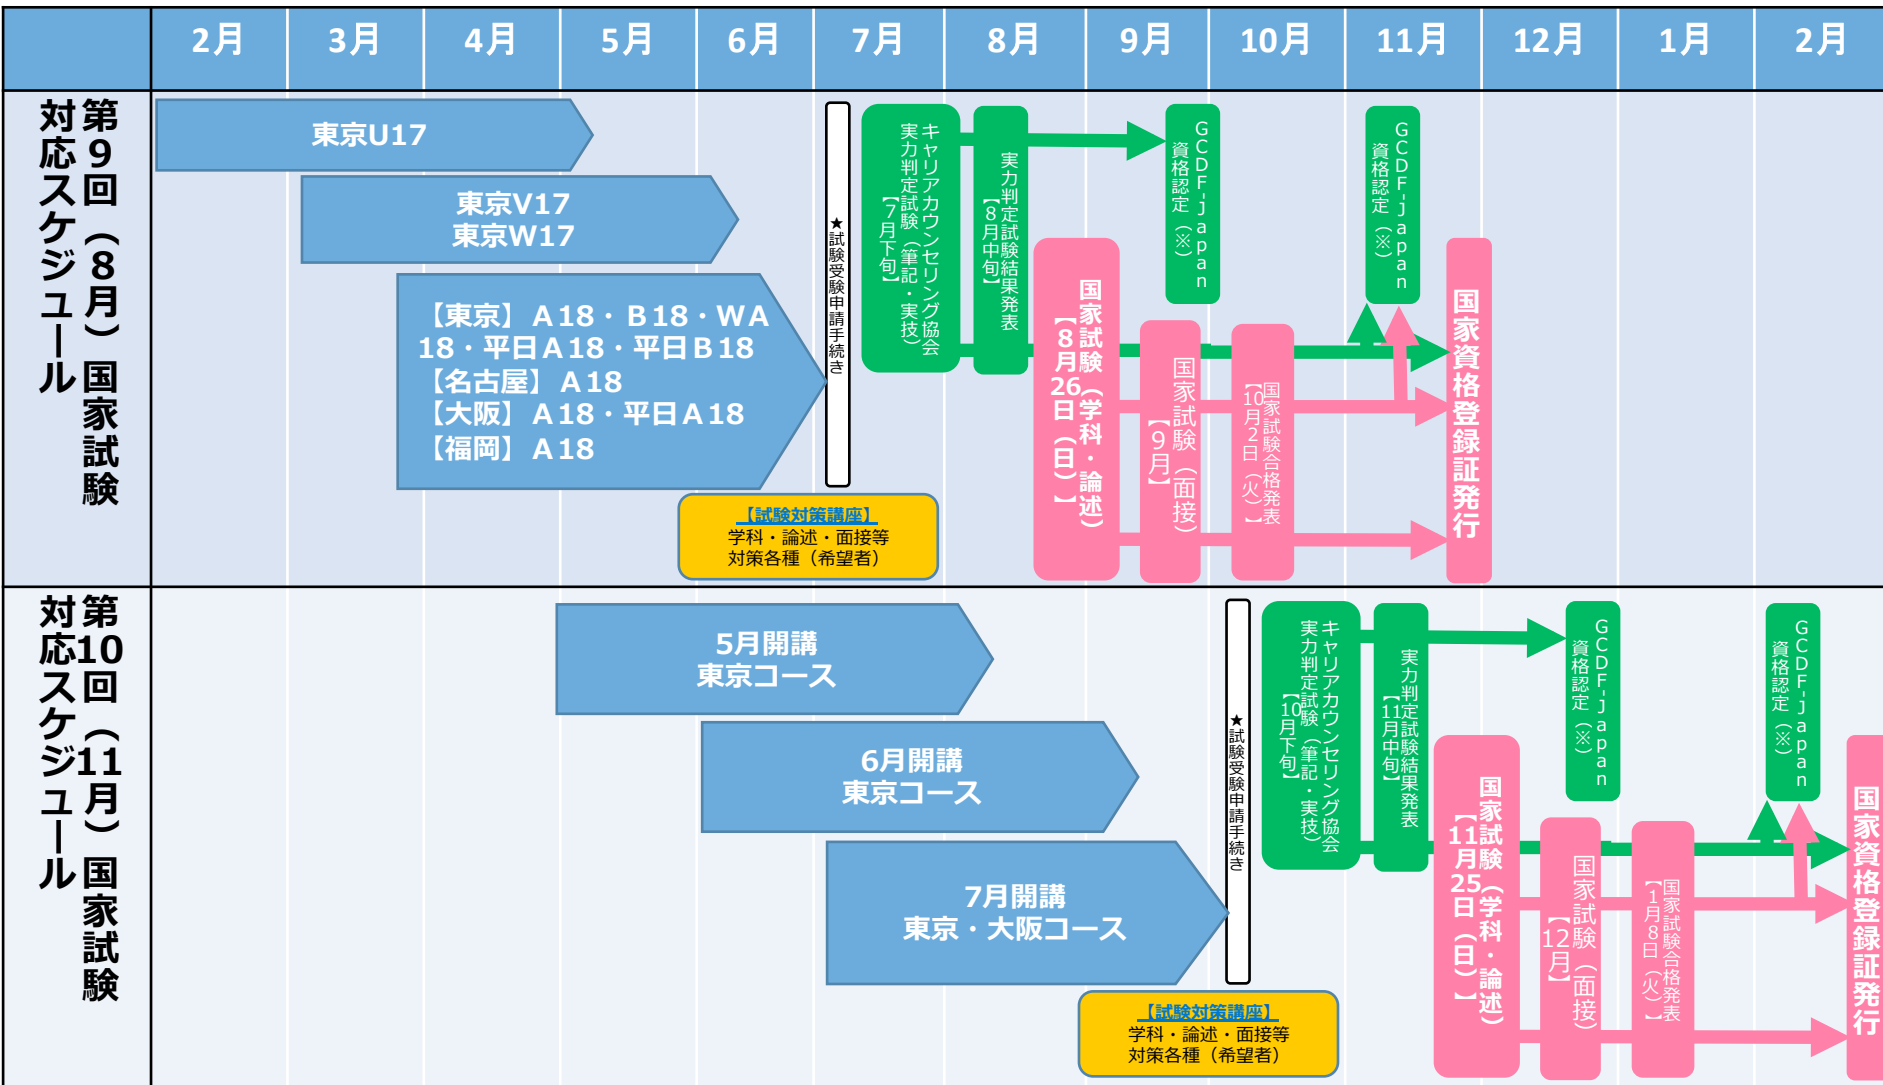 2月 3月 4月 5月 6月 7月 8月 9月 10月 11月 12月 1月 2月
第9回（8月）国家試験
対応スケジュール
東京U17
東京V17
東京W17
【東京】A18・B18・WA
18・平日A18・平日B18
【名古屋】A18
【大阪】A18・平日A18
【福岡】A18
★試験受験申請手続き
【試験対策講座】
学科・論述・面接等
対策各種（希望者）
キャリアカウンセリング協会
実力判定試験（筆記・実技）
【7月下旬】
実力判定試験結果発表
【8月中旬】
国家試験（学科・論述）
【8月26日（日）】
国家試験（面接）
【9月】
GCDF-Japan
資格認定（※）
国家試験合格発表
【10月2日（火）】
GCDF-Japan
資格認定（※）
国家資格登録証発行
第10回（11月）国家試験
対応スケジュール
5月開講
東京コース
6月開講
東京コース
7月開講
東京・大阪コース
★試験受験申請手続き
【試験対策講座】
学科・論述・面接等
対策各種（希望者）
キャリアカウンセリング協会
実力判定試験（筆記・実技）
【10月下旬】
実力判定試験結果発表
【11月中旬】
国家試験（学科・論述）
【11月25日（日）】
国家試験（面接）
【12月】
GCDF-Japan
資格認定（※）
国家試験合格発表
【1月8日（火）】
GCDF-Japan
資格認定（※）
国家資格登録証発行